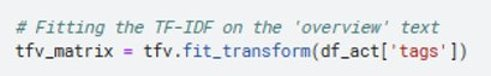 # Fitting the TF-IDF on the 'overview' text
tfv_matrix = tfv.fit_transform(df_act['tags'])